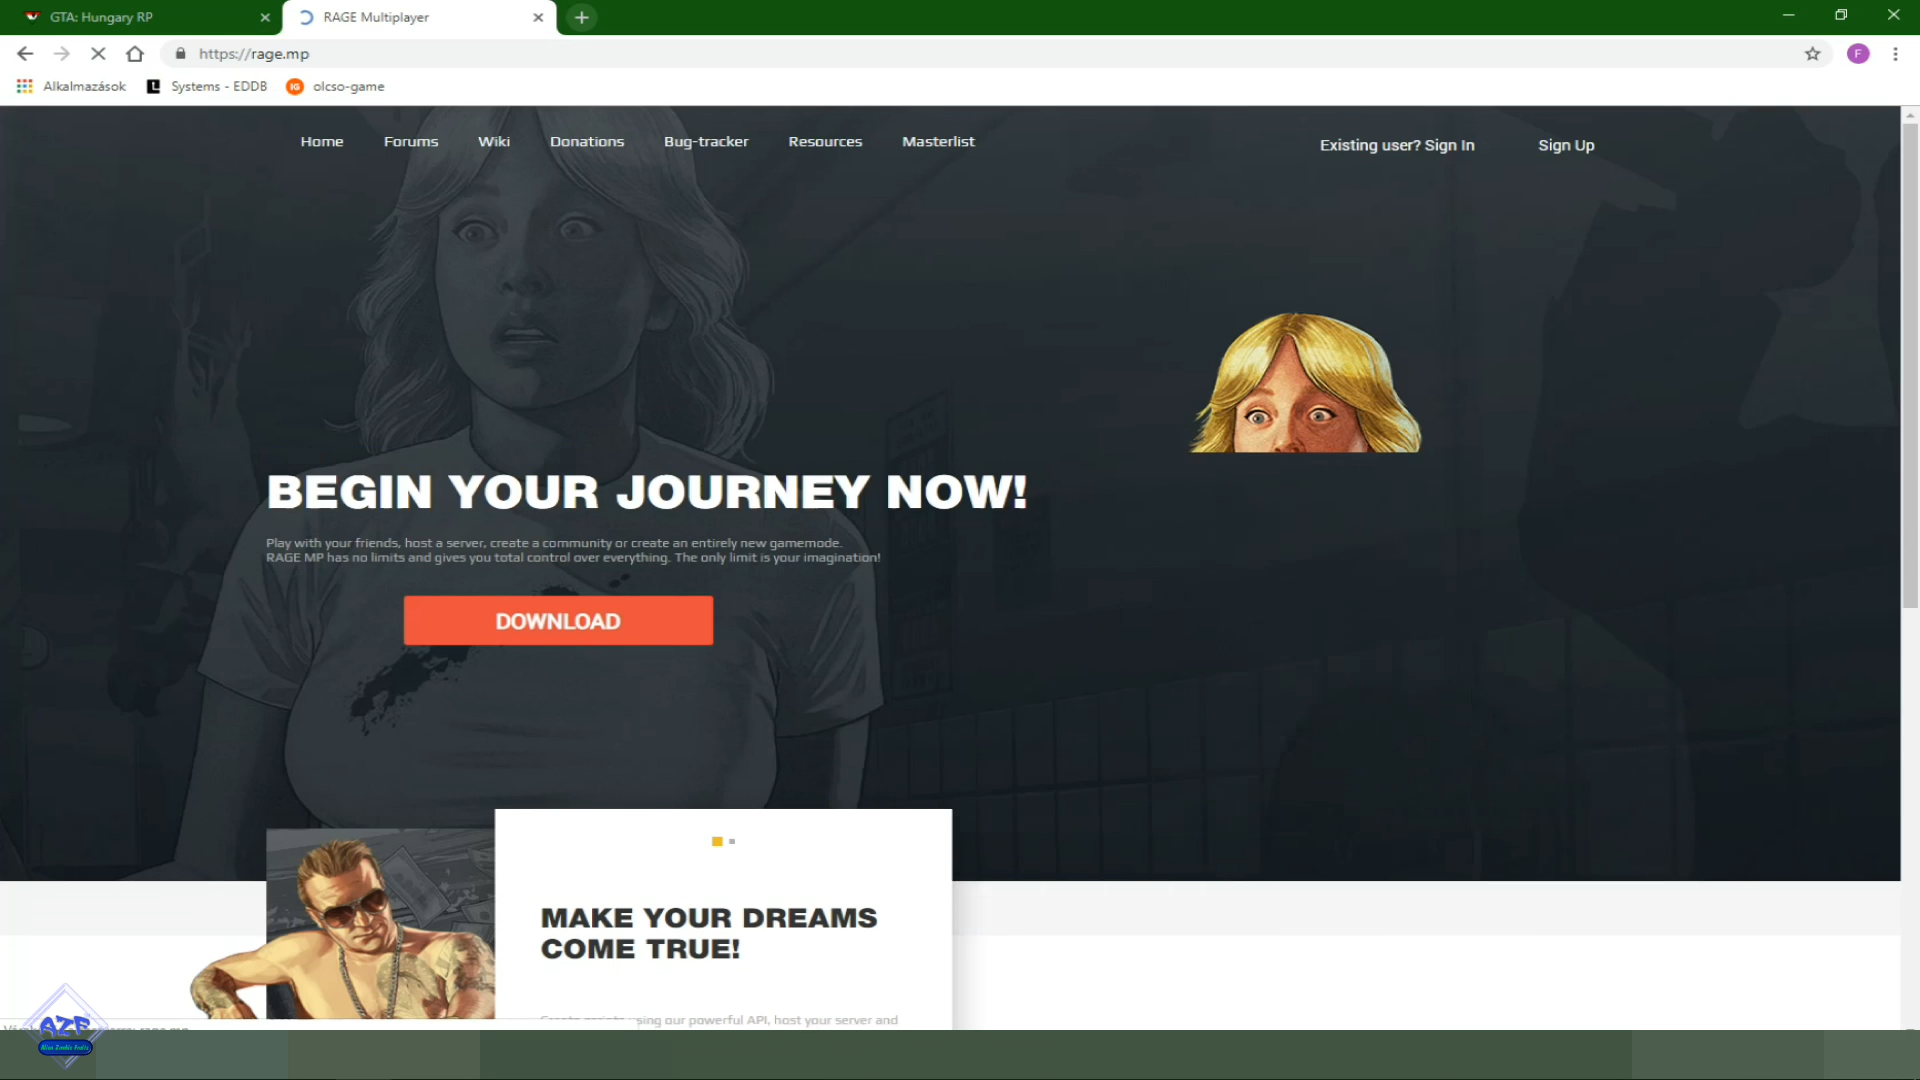 GTA: Hungary RP
RAGE Multiplayer
https://rage.mp
F
Alkalmazások
Systems - EDDB
IG
olcso-game
Home
Forums
Wiki
Donations
Bug-tracker
Resources
Masterlist
Existing user? Sign In
Sign Up
BEGIN YOUR JOURNEY NOW!
Play with your friends, host a server, create a community or create an entirely new gamemode.
RAGE MP has no limits and gives you total control over everything. The only limit is your imagination!
DOWNLOAD
MAKE YOUR DREAMS
COME TRUE!
using our powerful API, host your server and
AZF